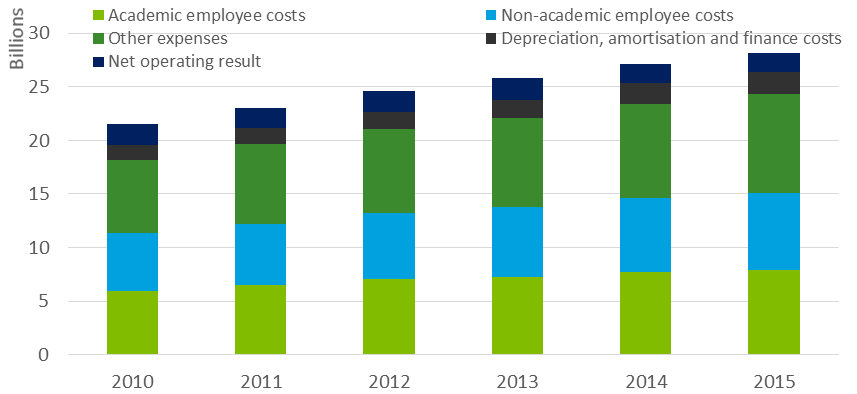 Billions
Academic employee costs
Non-academic employee costs
Other expenses
Depreciation, amortisation and finance costs
Net operating result
30
25
20
15
10
5
0
2010 2011 2012 2013 2014 2015